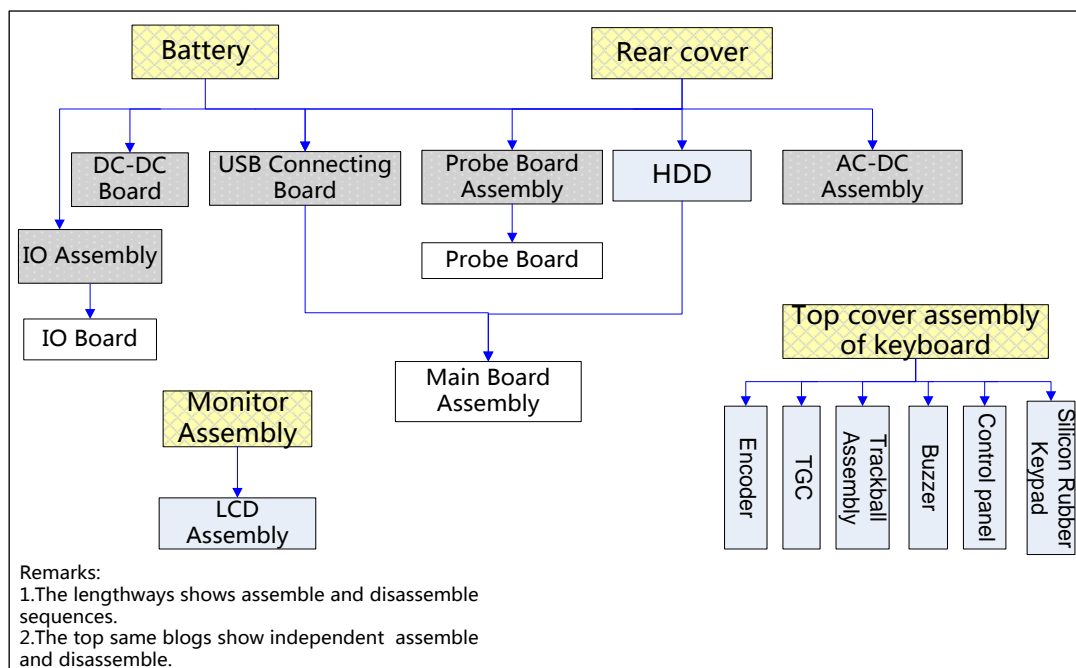 Battery
Rear cover
DC-DC
Board
USB Connecting
Board
Probe Board
Assembly
HDD
AC-DC
Assembly
IO Assembly
Probe Board
IO Board
Top cover assembly
of keyboard
Main Board
Assembly
Monitor
Assembly
Encoder
TGC
Trackball
Assembly
Buzzer
Control panel
Silicon Rubber
Keypad
LCD
Assembly
Remarks:
1.The lengthways shows assemble and disassemble
sequences.
2.The top same blogs show independent  assemble
and disassemble.